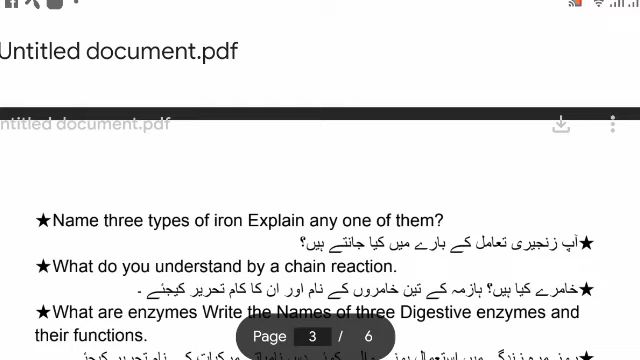 Untitled document.pdf
ntitled document.pdf
★Name three types of iron Explain any one of them?
★آپ زنجیری تعامل کے بارے میں کیا جانتے ہیں؟
★What do you understand by a chain reaction.
★خامرے کیا ہیں؟ ہازمہ کے تین خامروں کے نام اور ان کا کام تحریر کیجئے ۔
★What are enzymes Write the Names of three Digestive enzymes and
their functions.
Page 3 / 6